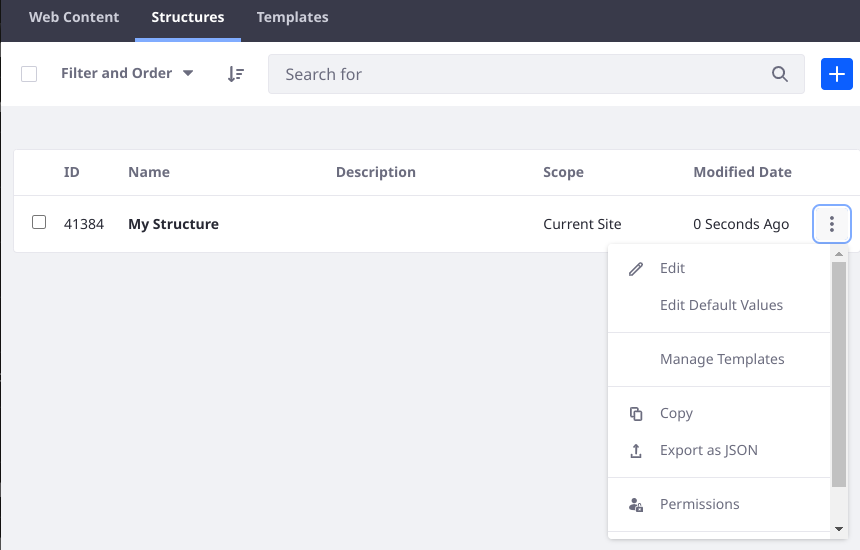 Web Content Structures Templates
Filter and Order Search for
ID Name Description Scope Modified Date
41384 My Structure Current Site 0 Seconds Ago
Edit
Edit Default Values
Manage Templates
Copy
Export as JSON
Permissions